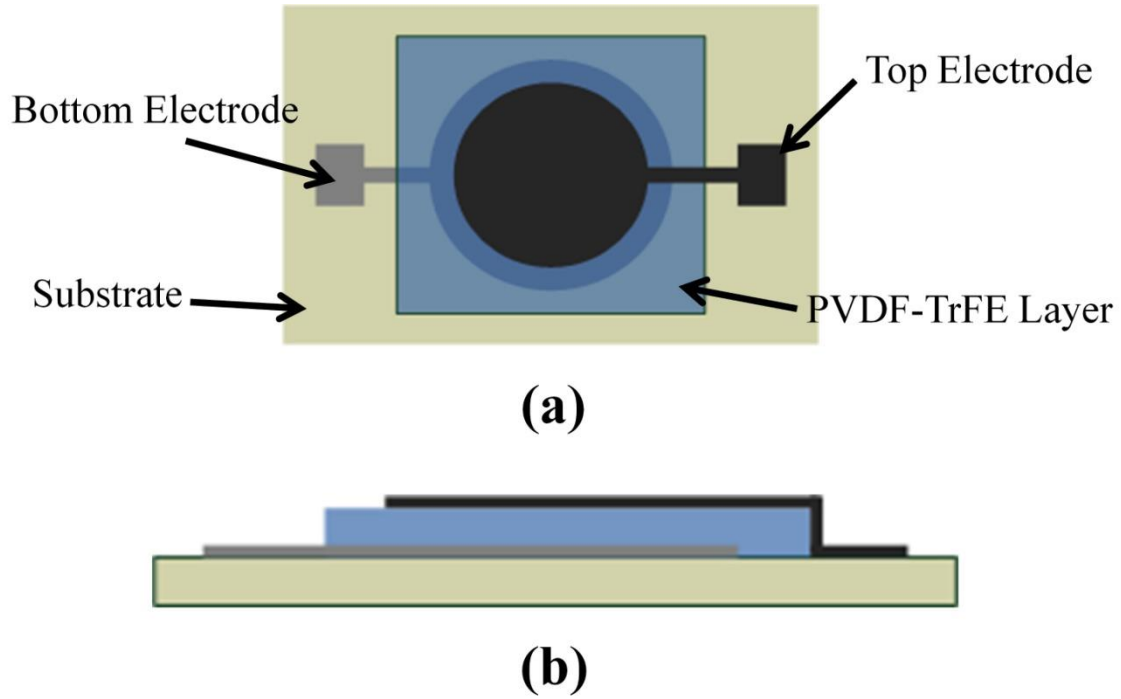 Top Electrode
Bottom Electrode
Substrate
PVDF-TrFE Layer
(a)
(b)